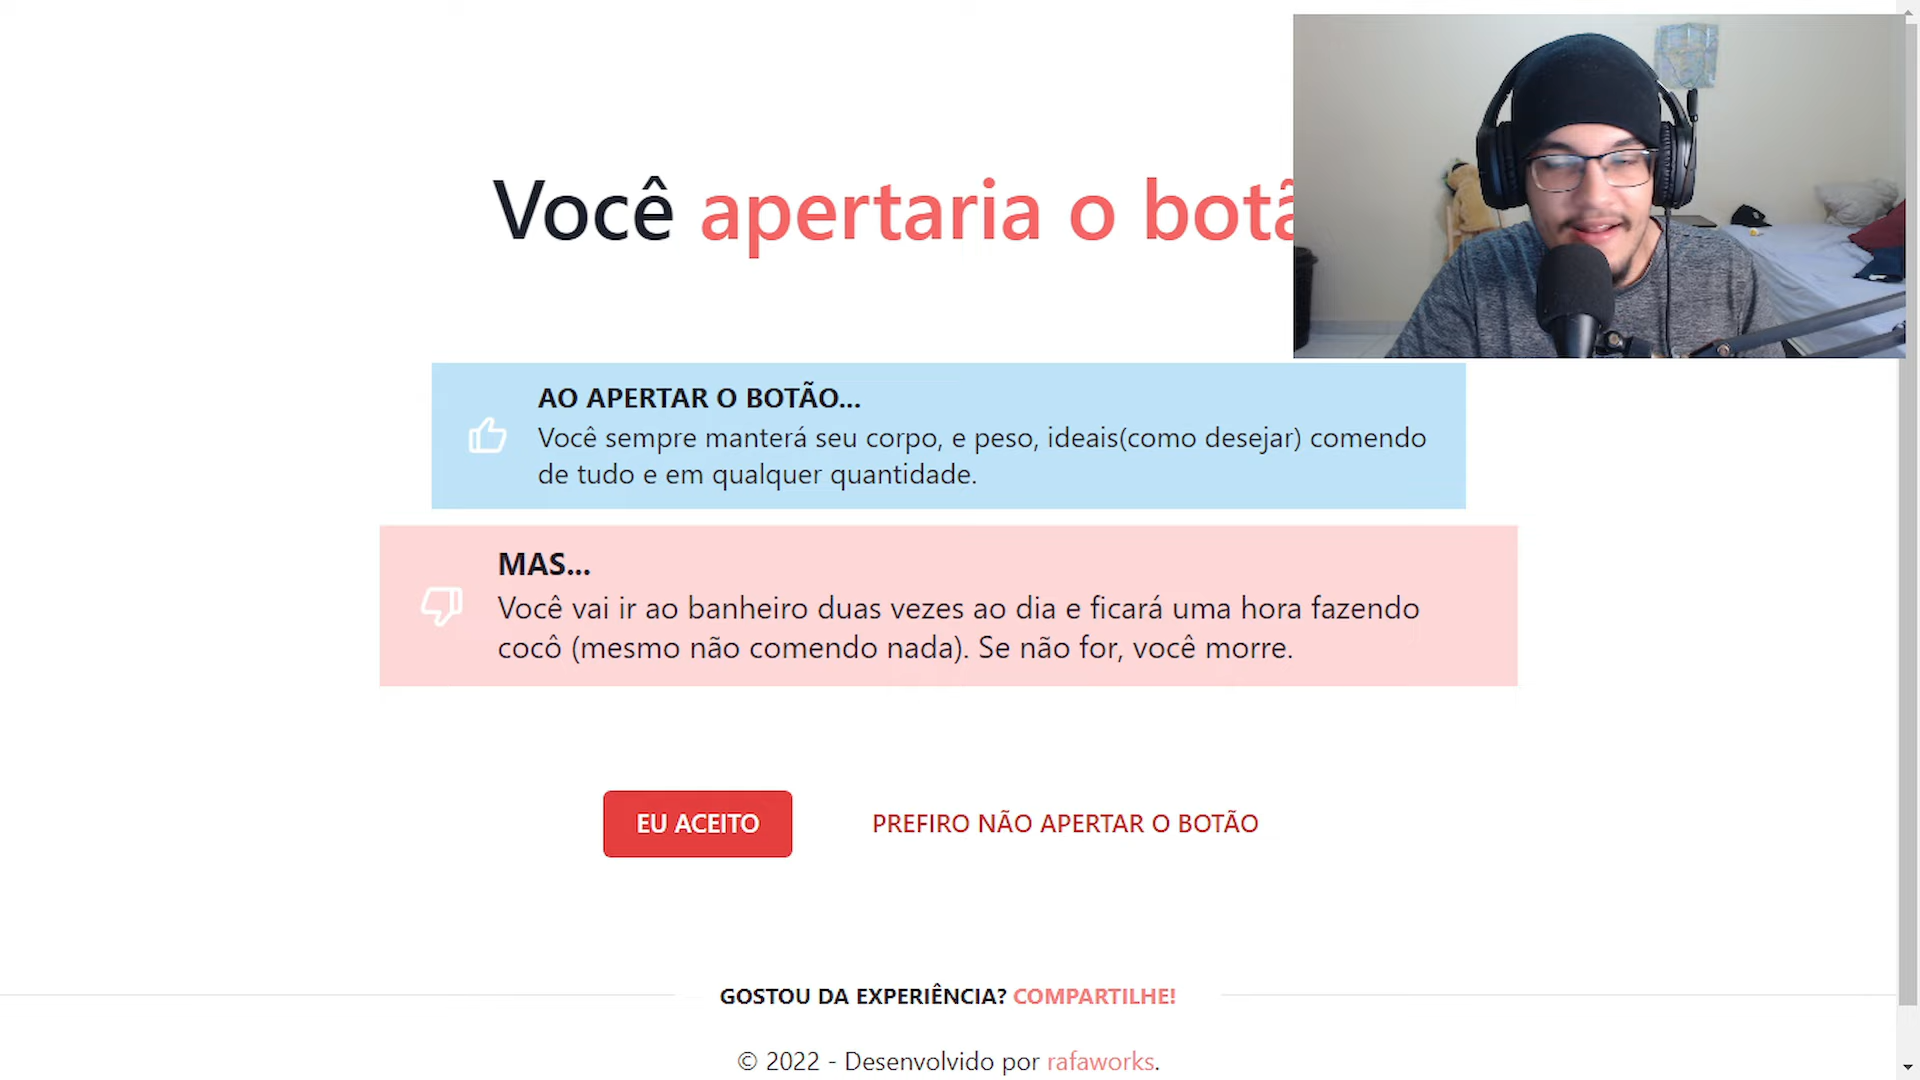 Você apertaria o botã
AO APERTAR O BOTÃO...
Você sempre manterá seu corpo, e peso, ideais(como desejar) comendo
de tudo e em qualquer quantidade.
MAS...
Você vai ir ao banheiro duas vezes ao dia e ficará uma hora fazendo
cocô (mesmo não comendo nada). Se não for, você morre.
EU ACEITO
PREFIRO NÃO APERTAR O BOTÃO
GOSTOU DA EXPERIÊNCIA? COMPARTILHE!
© 2022 - Desenvolvido por rafaworks.